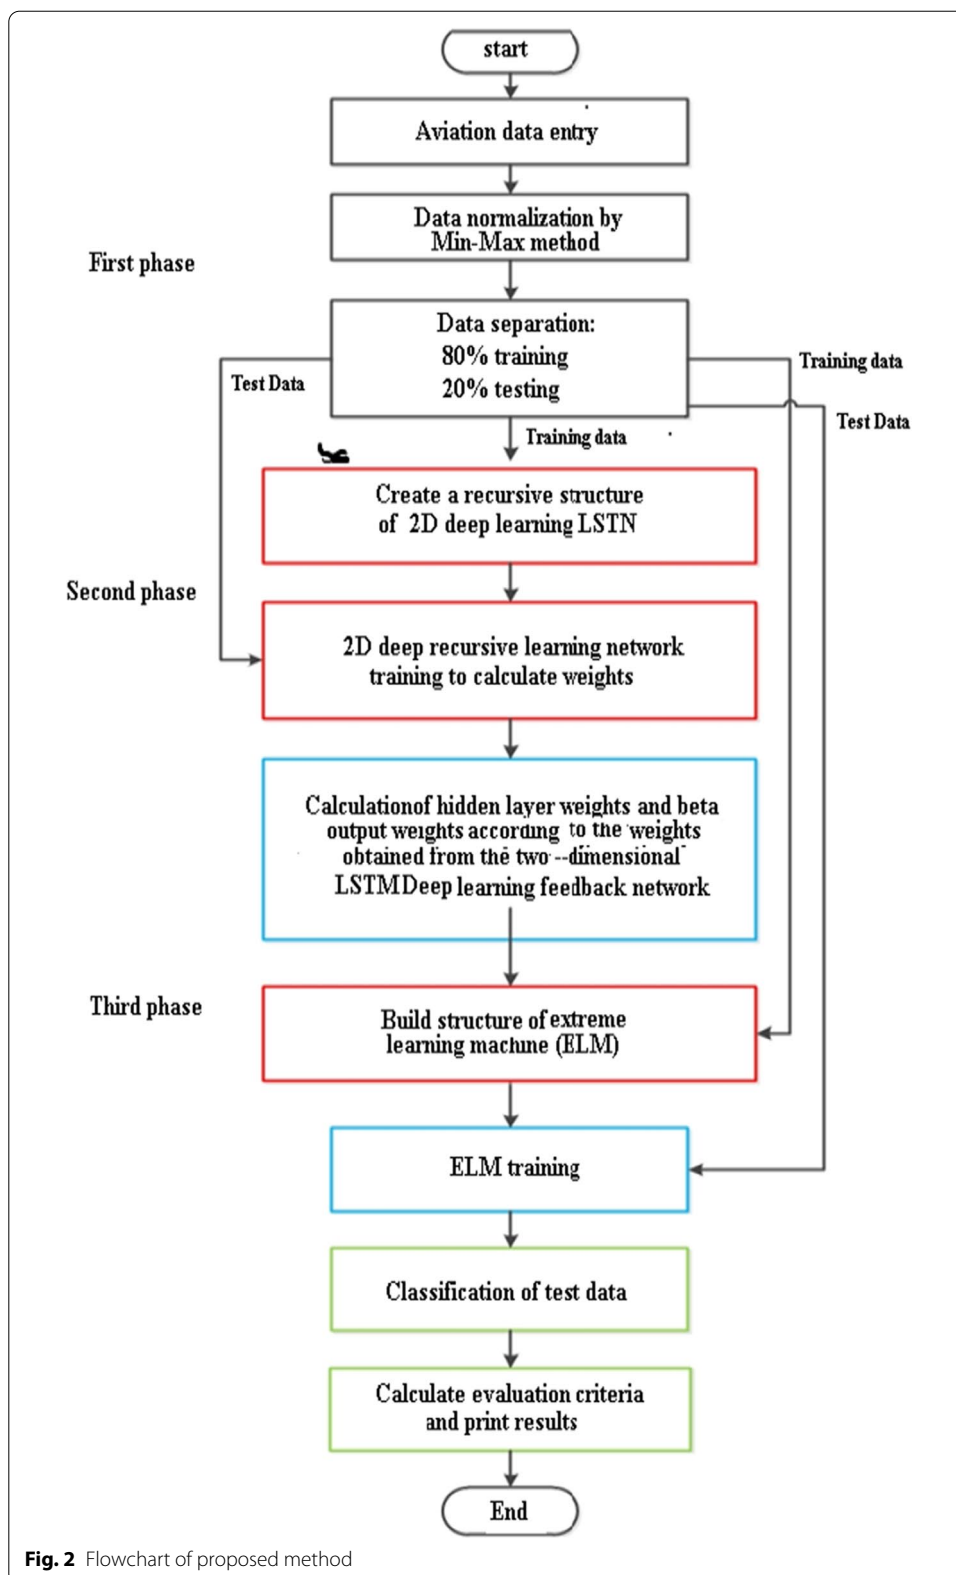 start
Aviation data entry
Data normalization by
Min-Max method
First phase
Data separation:
80% training
20% testing
Test Data
Training data
Test Data
Training data
Create a recursive structure
of 2D deep learning LSTN
Second phase
2D deep recursive learning network
training to calculate weights
Calculationof hidden layer weights and beta
output weights according to the weights
obtained from the two --dimensional
LSTMDeep learning feedback network
Third phase
Build structure of extreme
learning machine (ELM)
ELM training
Classification of test data
Calculate evaluation criteria
and print results
End
Fig. 2 Flowchart of proposed method